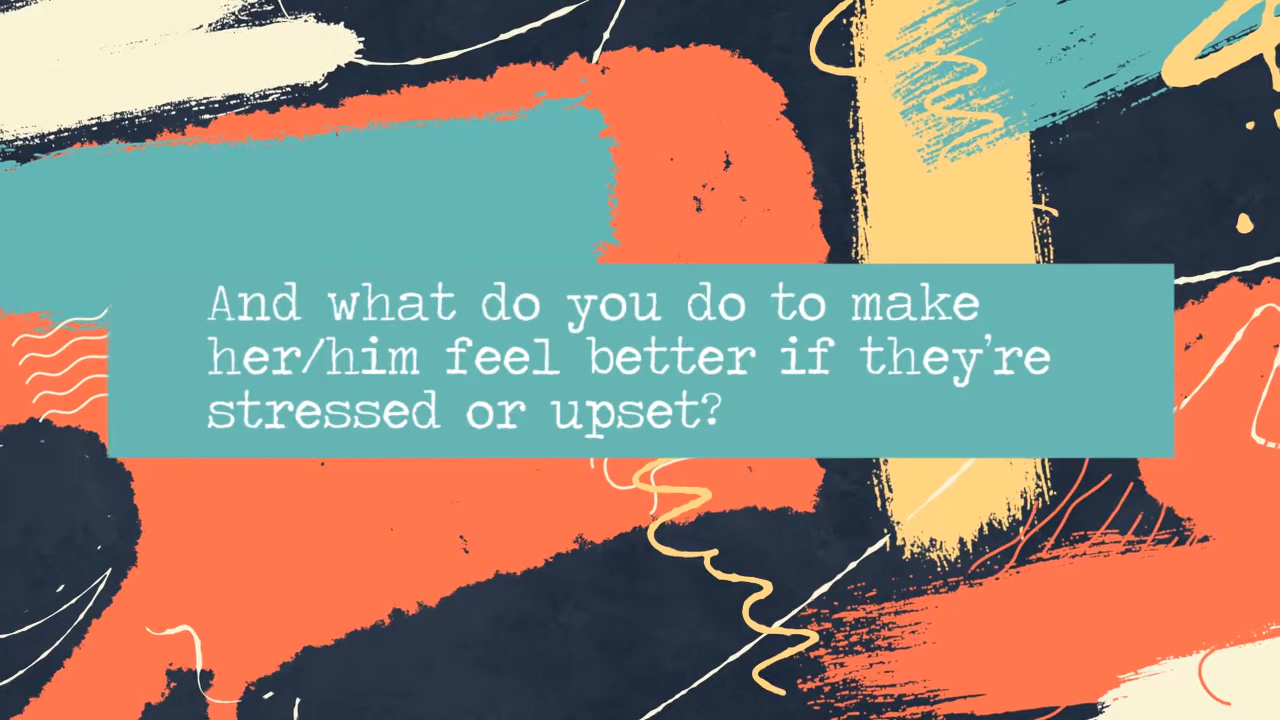 And what do you do to make
her/him feel better if they're
stressed or upset?